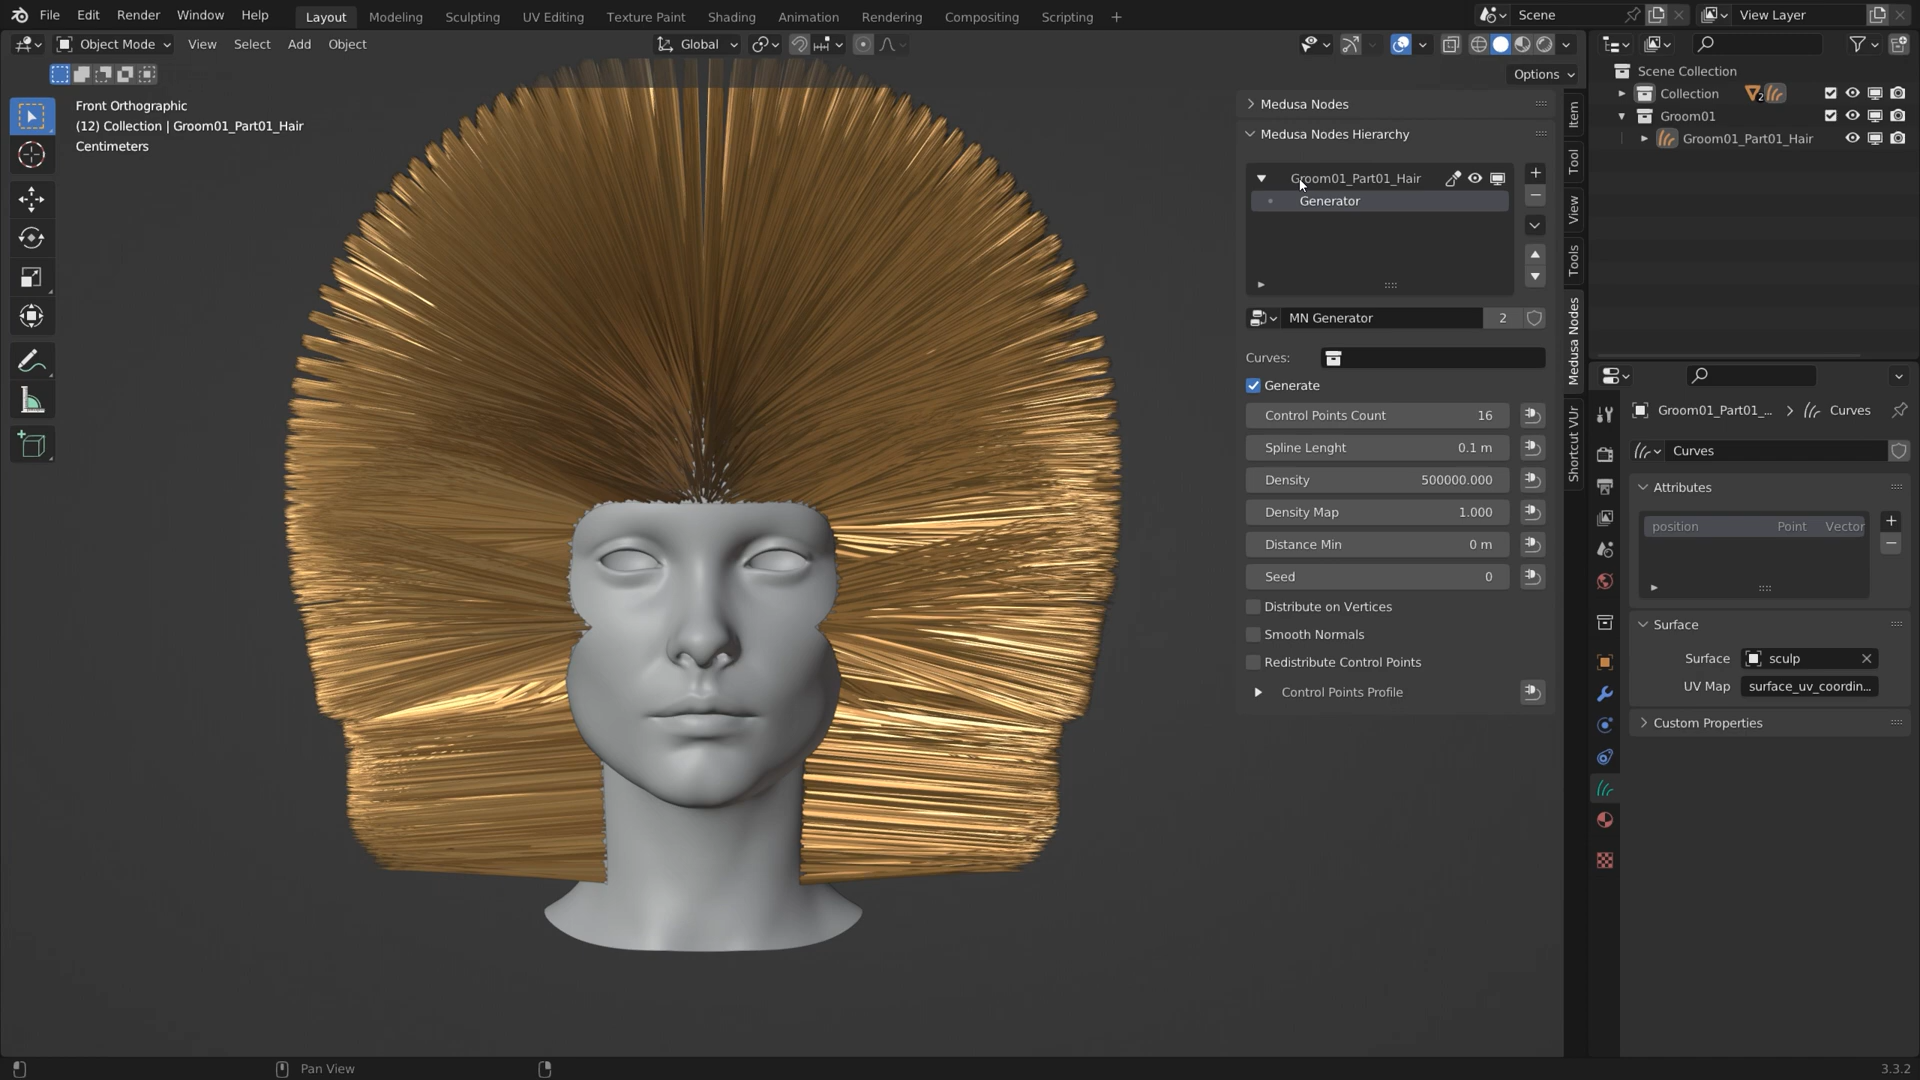 File Edit Render Window Help Layout Modeling Sculpting UV Editing Texture Paint Shading Animation Rendering Compositing Scripting + Scene View Layer
Object Mode View Select Add Object Global
Options
Front Orthographic
(12) Collection | Groom01_Part01_Hair
Centimeters
Medusa Nodes
Medusa Nodes Hierarchy
Groom01_Part01_Hair
Generator
MN Generator 2
Curves:
Generate
Control Points Count 16
Spline Lenght 0.1 m
Density 500000.000
Density Map 1.000
Distance Min 0 m
Seed 0
Distribute on Vertices
Smooth Normals
Redistribute Control Points
Control Points Profile
Item
Tool
View
Tools
Medusa Nodes
Shortcut VUr
Scene Collection
Collection 2
Groom01
Groom01_Part01_Hair
Groom01_Part01_... Curves
Curves
Attributes
position Point Vector
Surface
Surface sculp
UV Map surface_uv_coordin...
Custom Properties
Pan View
3.3.2